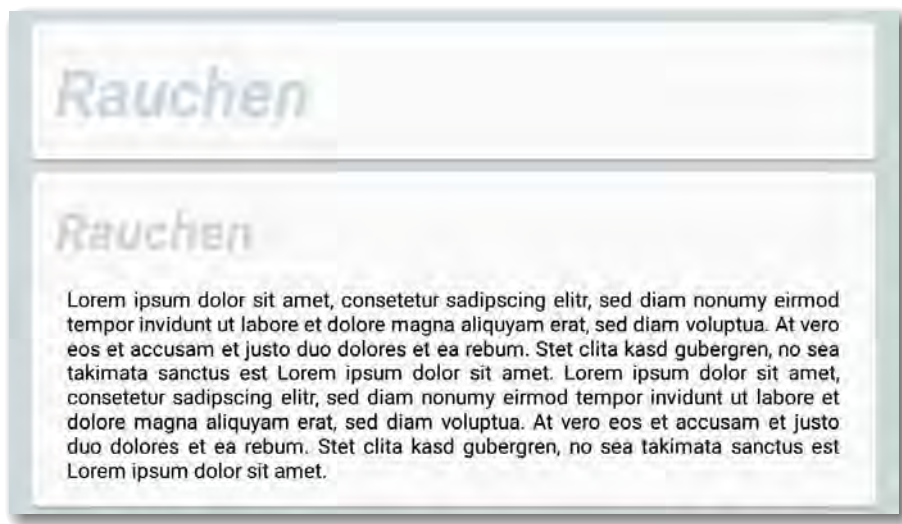 Rauchen
Rauchen
Lorem ipsum dolor sit amet, consetetur sadipscing elitr, sed diam nonumy eirmod
tempor invidunt ut labore et dolore magna aliquyam erat, sed diam voluptua. At vero
eos et accusam et justo duo dolores et ea rebum. Stet clita kasd gubergren, no sea
takimata sanctus est Lorem ipsum dolor sit amet. Lorem ipsum dolor sit amet,
consetetur sadipscing elitr, sed diam nonumy eirmod tempor invidunt ut labore et
dolore magna aliquyam erat, sed diam voluptua. At vero eos et accusam et justo
duo dolores et ea rebum. Stet clita kasd gubergren, no sea takimata sanctus est
Lorem ipsum dolor sit amet.